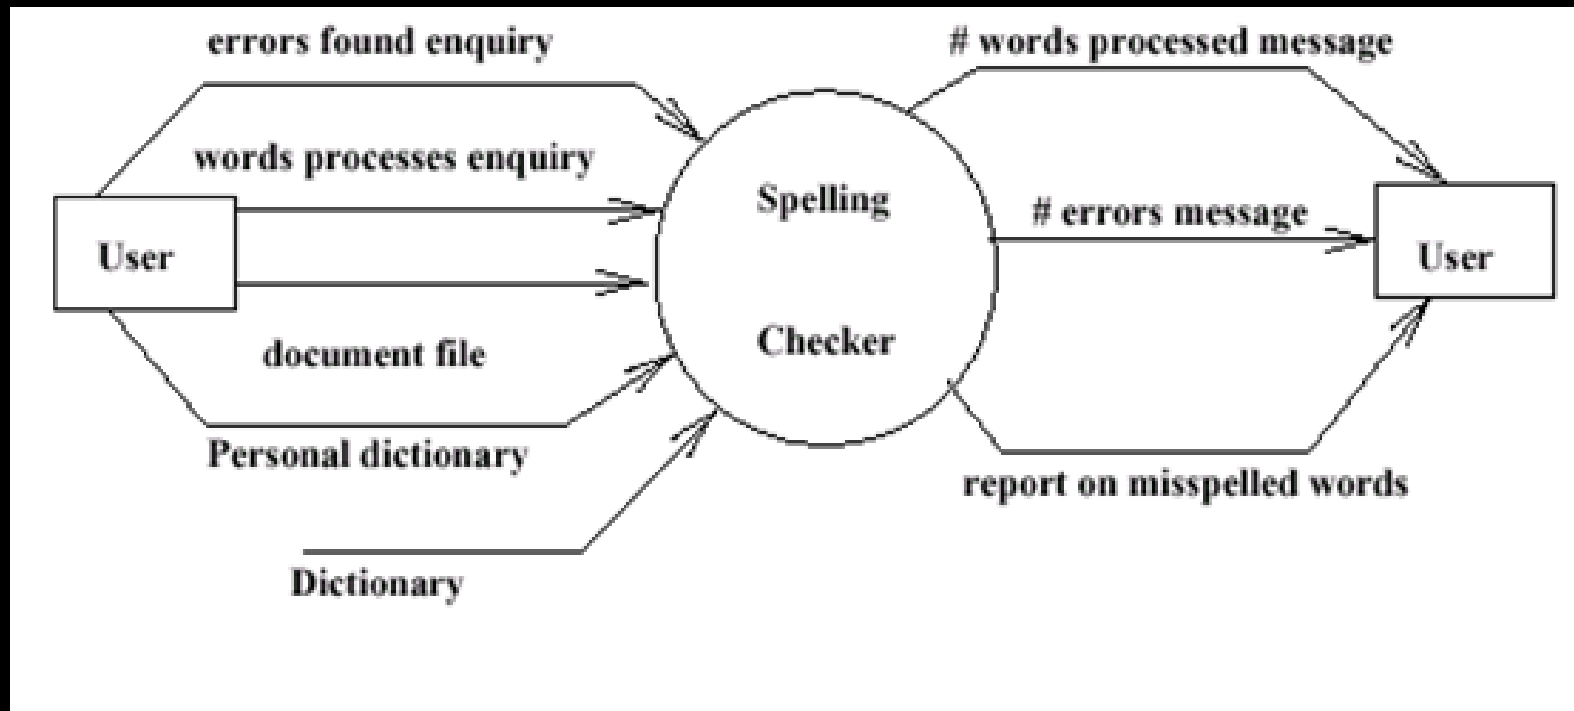 errors found enquiry
# words processed message
words processes enquiry
Spelling
# errors message
User
User
Checker
document file
Personal dictionary
report on misspelled words
Dictionary